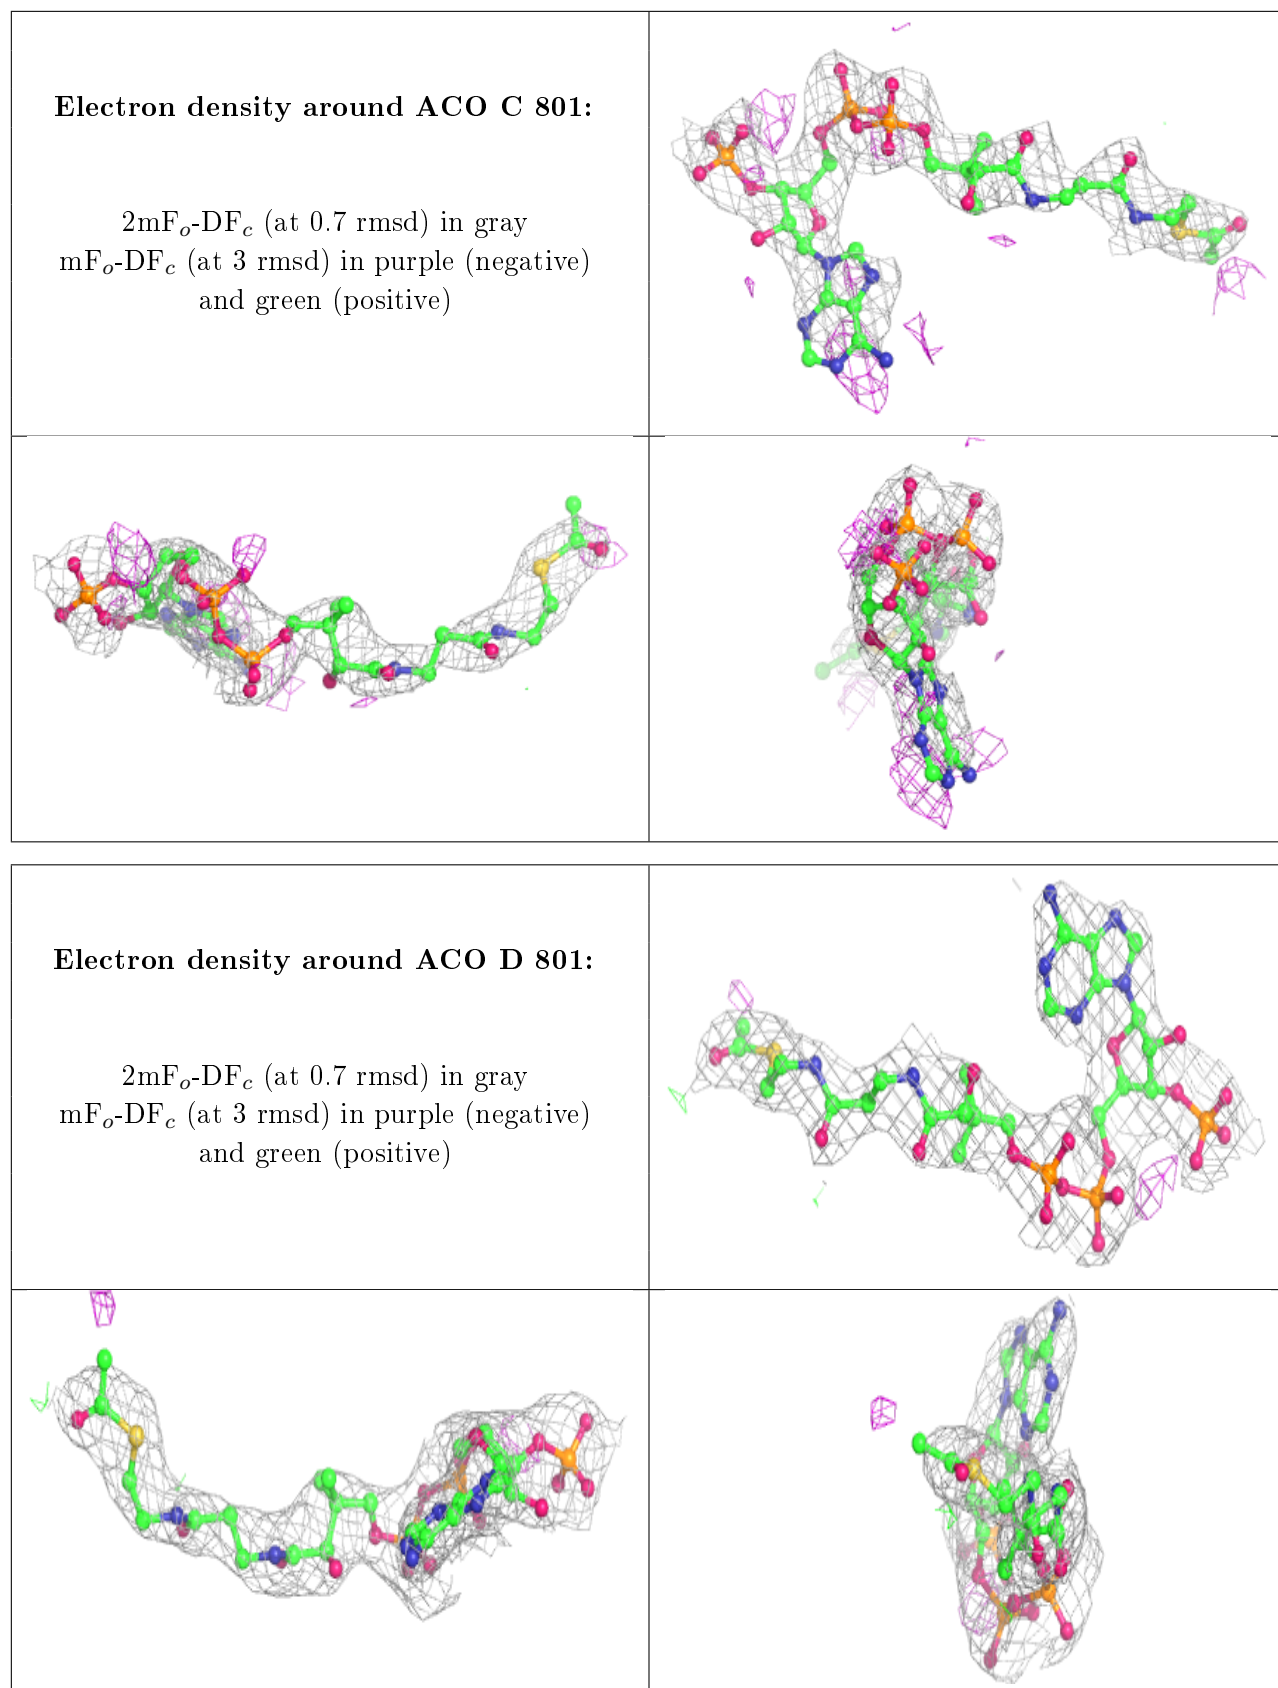 Electron density around ACO C 801:
2mFo-DFc (at 0.7 rmsd) in gray
mFo-DFc (at 3 rmsd) in purple (negative)
and green (positive)
Electron density around ACO D 801:
2mFo-DFc (at 0.7 rmsd) in gray
mFo-DFc (at 3 rmsd) in purple (negative)
and green (positive)